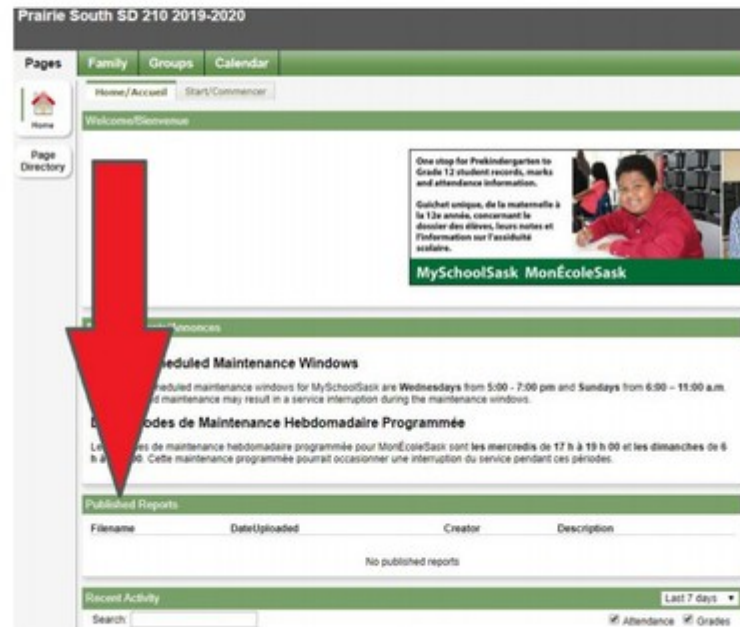 Prairie South SD 210 2019-2020
Pages Family Groups Calendar
Home/Accueil Start/Commencer
Home
Welcome/Bienvenue
Page
Directory
One stop for Prekindergarten to
Grade 12 student records, marks
and attendance information.
Guichet unique, de la maternelle à
la 12e année, concernant le
dossier des élèves, leurs notes et
l'information sur l'assiduité
scolaire.
MySchoolSask MonÉcoleSask
Annonces
Maintenance Windows
maintenance windows for MySchoolSask are Wednesdays from 5:00 - 7:00 pm and Sundays from 6:00 – 11:00 a.m.
maintenance may result in a service interruption during the maintenance windows.
de Maintenance Hebdomadaire Programmée
de maintenance hebdomadaire programmée pour MonÉcoleSask sont les mercredis de 17 h à 19 h 00 et les dimanches de 6
h Cette maintenance programmée pourrait occasionner une interruption du service pendant ces périodes.
Published Reports
Filename DateUploaded Creator Description
No published reports
Recent Activity Last 7 days
Search: Attendance Grades